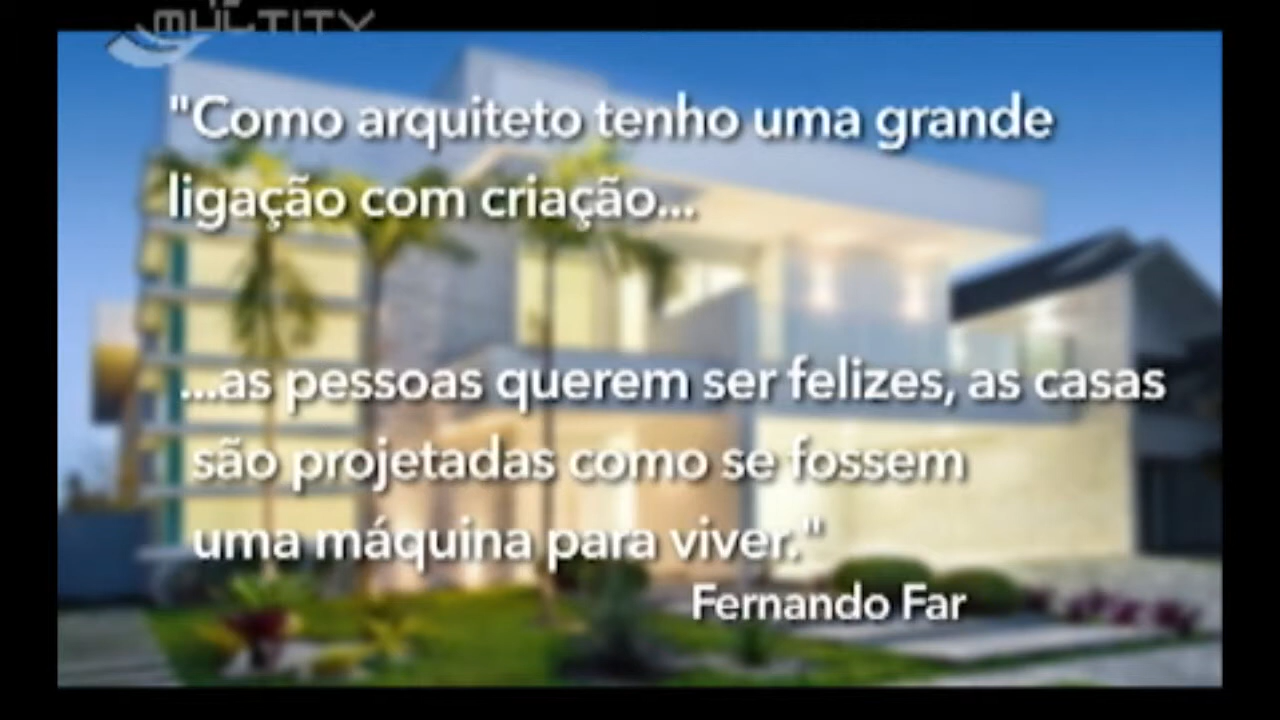 MULTITY
"Como arquiteto tenho uma grande
ligação com criação...
...as pessoas querem ser felizes, as casas
são projetadas como se fossem
uma máquina para viver."
Fernando Far